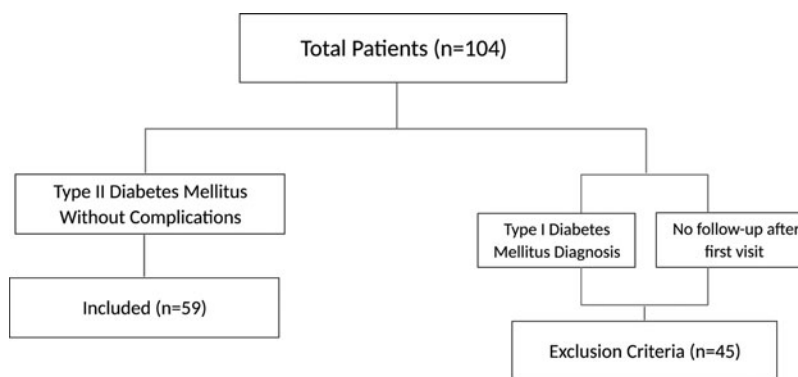 Total Patients (n=104)
Type II Diabetes Mellitus
Without Complications
Type I Diabetes
Mellitus Diagnosis
No follow-up after
first visit
Included (n=59)
Exclusion Criteria (n=45)